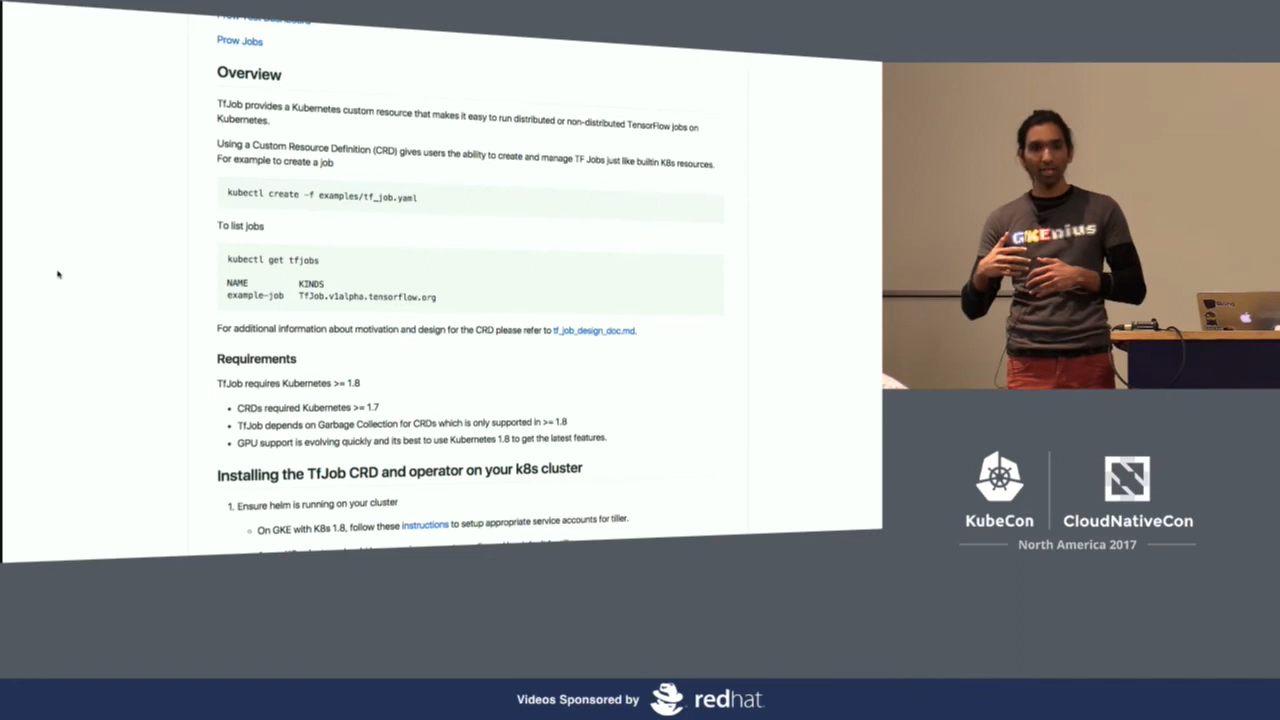 Prow Jobs
Overview
TfJob provides a Kubernetes custom resource that makes it easy to run distributed or non-distributed TensorFlow jobs on
Kubernetes.
Using a Custom Resource Definition (CRD) gives users the ability to create and manage TF Jobs just like builtin K8s resources.
For example to create a job
kubectl create -f examples/tf_job.yaml
To list jobs
kubectl get tfjobs
NAME KINDS
example-job TfJob.v1alpha.tensorflow.org
For additional information about motivation and design for the CRD please refer to tf_job_design_doc.md.
Requirements
TfJob requires Kubernetes >= 1.8
• CRDs required Kubernetes >= 1.7
• TfJob depends on Garbage Collection for CRDs which is only supported in >= 1.8
• GPU support is evolving quickly and its best to use Kubernetes 1.8 to get the latest features.
Installing the TfJob CRD and operator on your k8s cluster
1. Ensure helm is running on your cluster
◦ On GKE with K8s 1.8, follow these instructions to setup appropriate service accounts for tiller.
GKEnius
KubeCon
CloudNativeCon
North America 2017
Videos Sponsored by
redhat